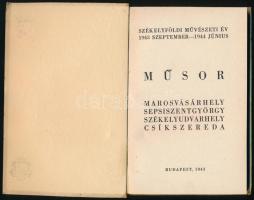 SZÉKELYFÖLDI MŰVÉSZETI ÉV
1943 SZEPTEMBER—1944 JÚNIUS
MŰSOR
MAROSVÁSÁRHELY
SEPSISZENTGYÖRGY
SZÉKELYUDVARHELY
CSÍKSZEREDA
BUDAPEST, 1943